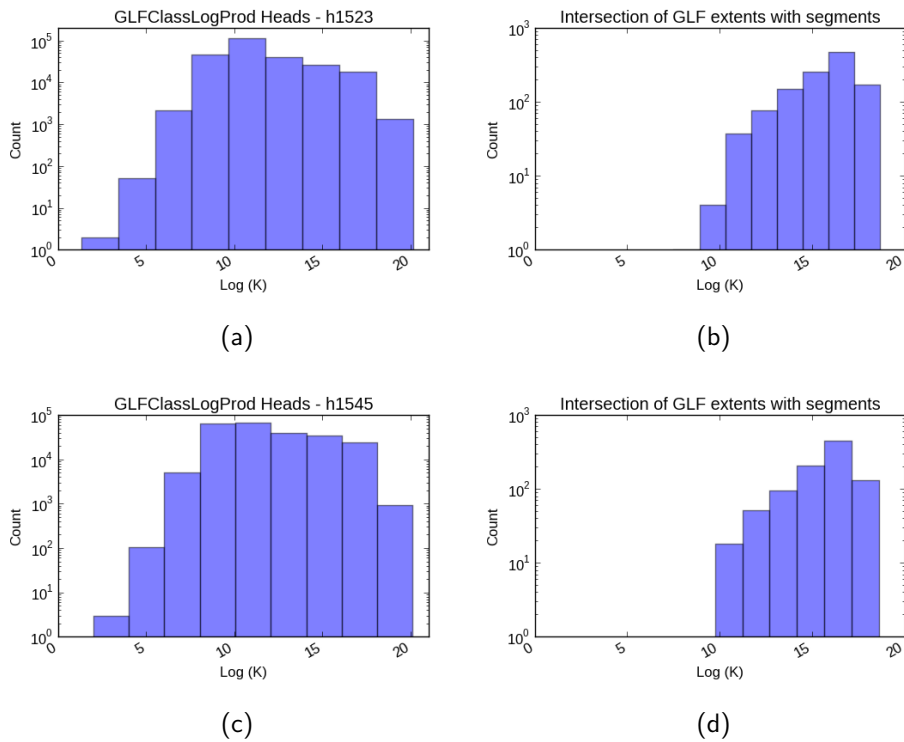 GLFClassLogProd Heads - h1523
10^5
10^4
10^3
10^2
10^1
10^0
Count
0 5 10 15 20
Log (K)
(a)
Intersection of GLF extents with segments
10^3
10^2
10^1
10^0
Count
0 5 10 15 20
Log (K)
(b)
GLFClassLogProd Heads - h1545
10^5
10^4
10^3
10^2
10^1
10^0
Count
0 5 10 15 20
Log (K)
(c)
Intersection of GLF extents with segments
10^3
10^2
10^1
10^0
Count
0 5 10 15 20
Log (K)
(d)